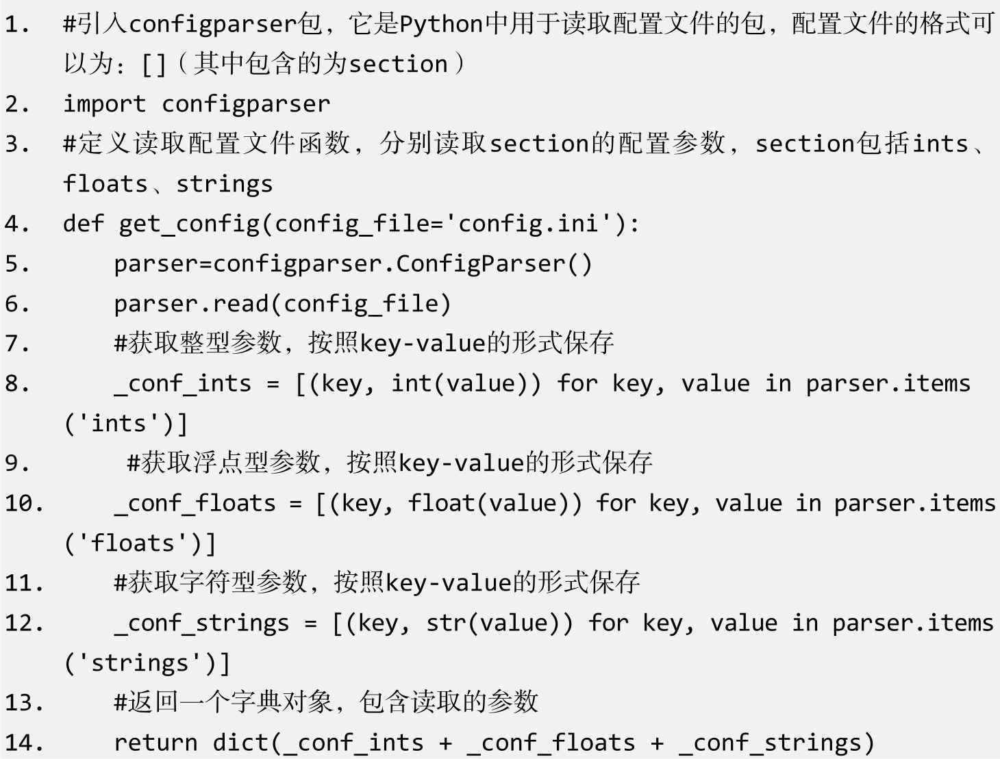 1. #引入configparser包，它是Python中用于读取配置文件的包，配置文件的格式可
以为：[]（其中包含的为section）
2. import configparser
3. #定义读取配置文件函数，分别读取section的配置参数，section包括ints、
floats、strings
4. def get_config(config_file='config.ini'):
5.     parser=configparser.ConfigParser()
6.     parser.read(config_file)
7.     #获取整型参数，按照key-value的形式保存
8.     _conf_ints = [(key, int(value)) for key, value in parser.items
('ints')]
9.      #获取浮点型参数，按照key-value的形式保存
10.     _conf_floats = [(key, float(value)) for key, value in parser.items
('floats')]
11.     #获取字符型参数，按照key-value的形式保存
12.     _conf_strings = [(key, str(value)) for key, value in parser.items
('strings')]
13.     #返回一个字典对象，包含读取的参数
14.     return dict(_conf_ints + _conf_floats + _conf_strings)